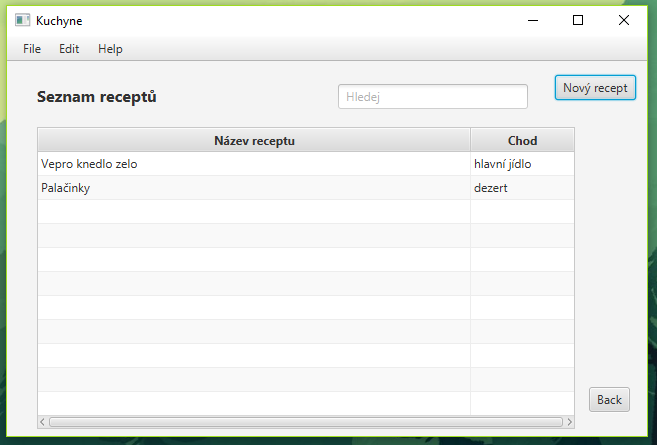 Kuchyne
File Edit Help
Seznam receptů
Hledej
Nový recept
Název receptu Chod
Vepro knedlo zelo hlavní jídlo
Palačinky dezert
Back